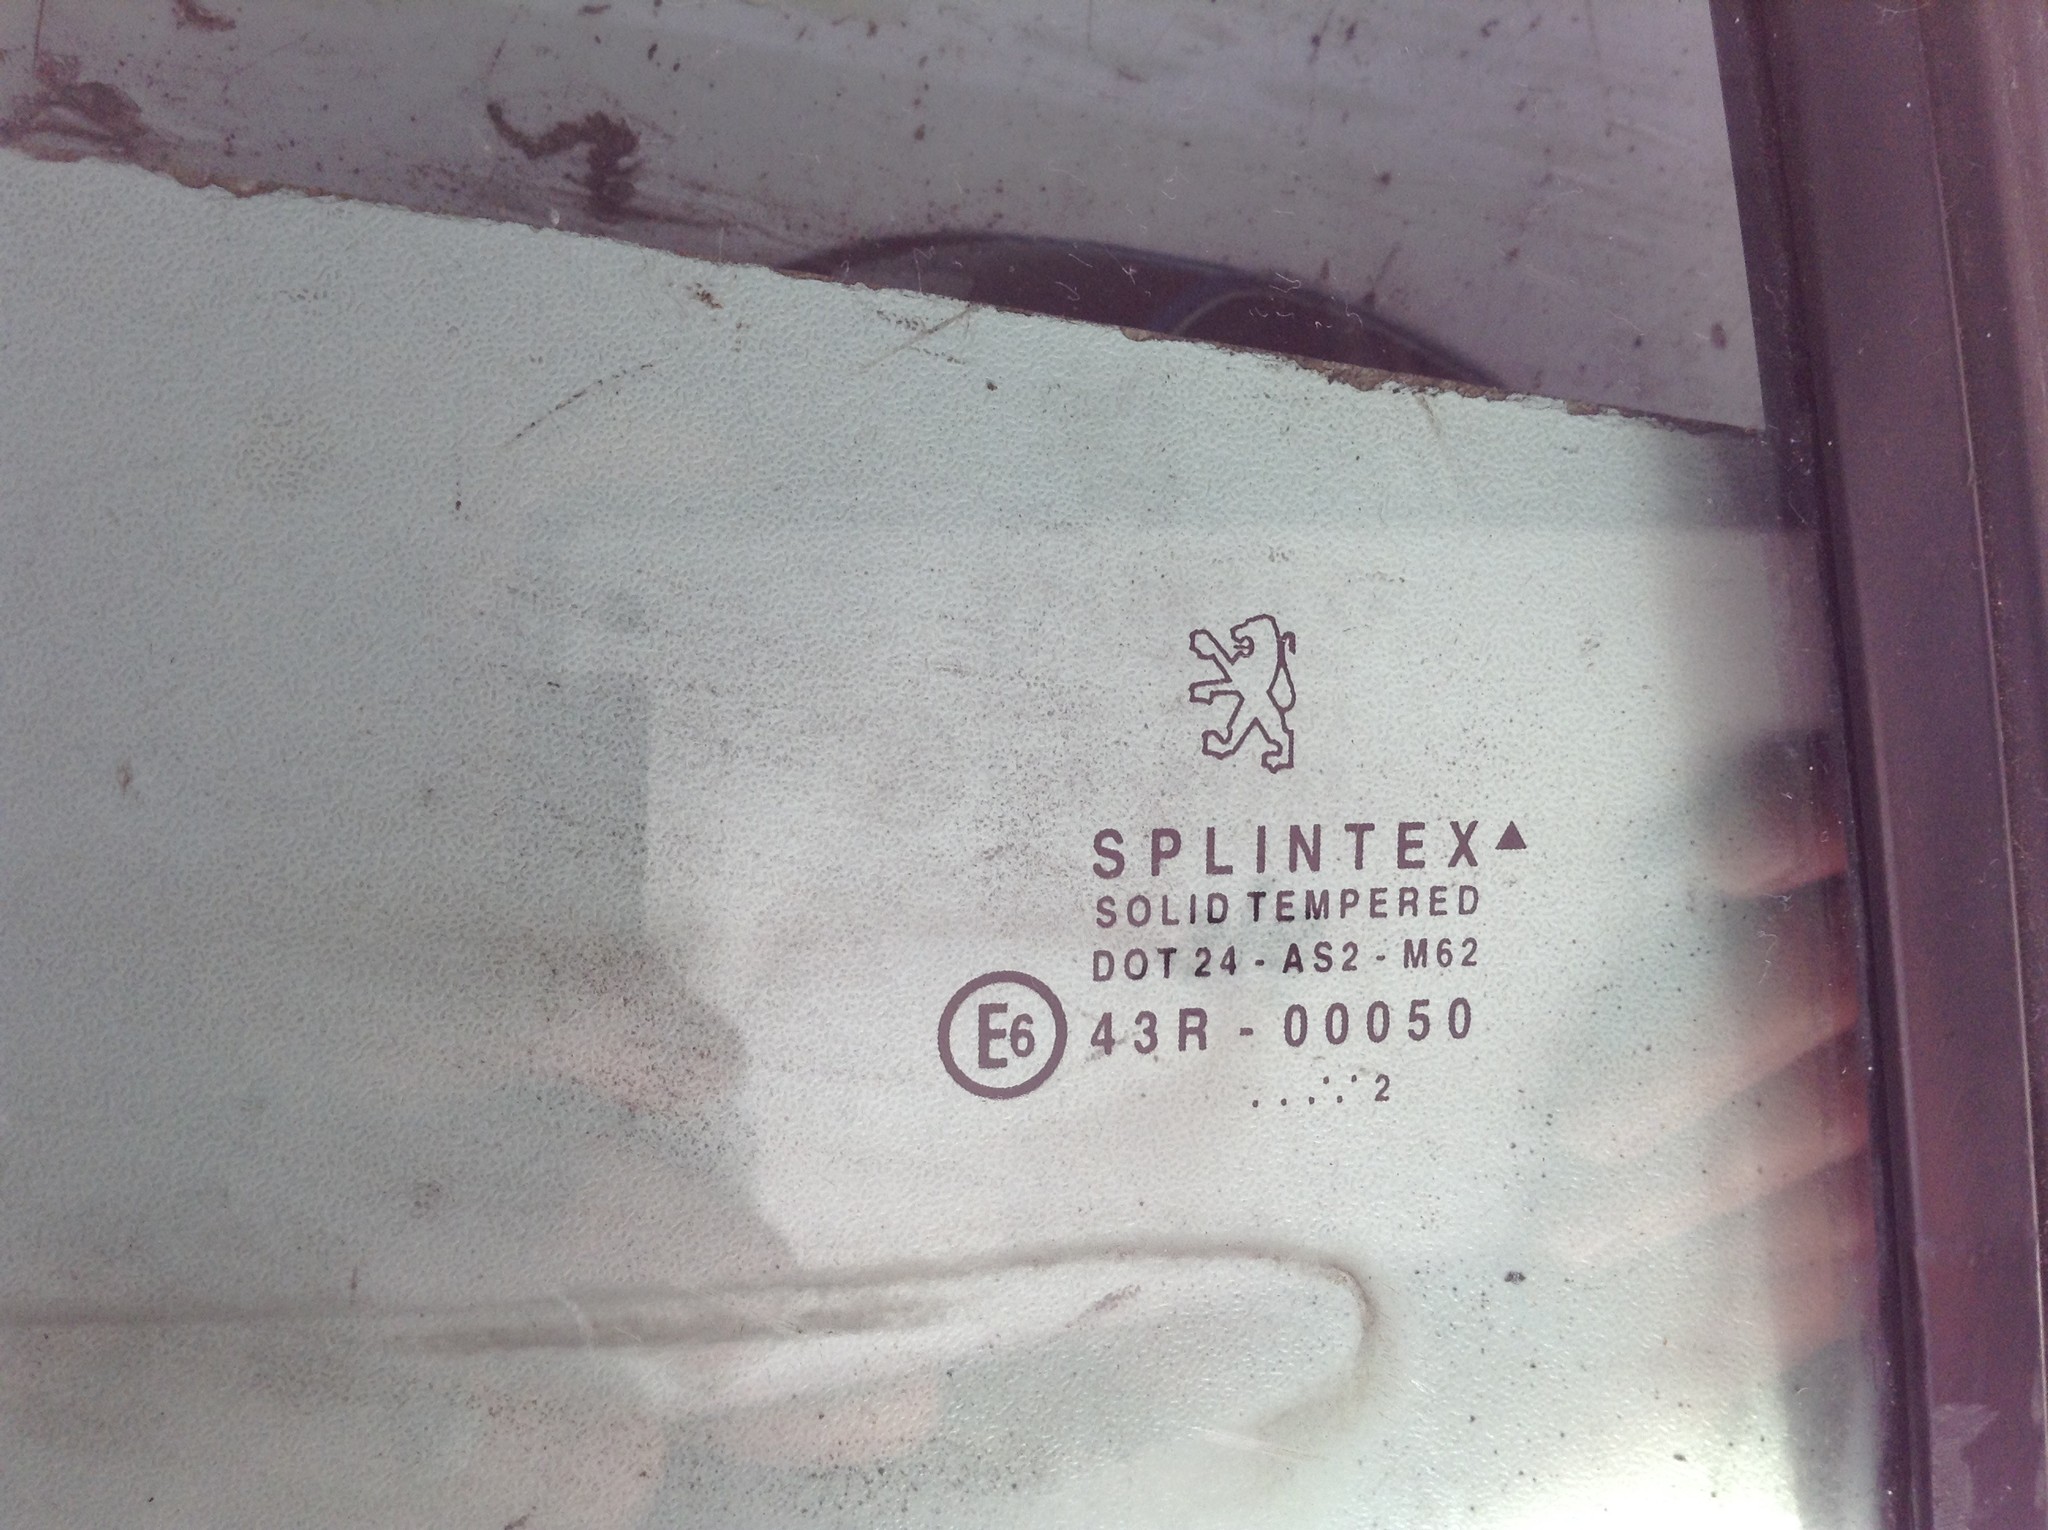 SPLINTEX▲
SOLID TEMPERED
DOT 24 - AS2 - M62
E6 43R - 00050
. . . : : 2